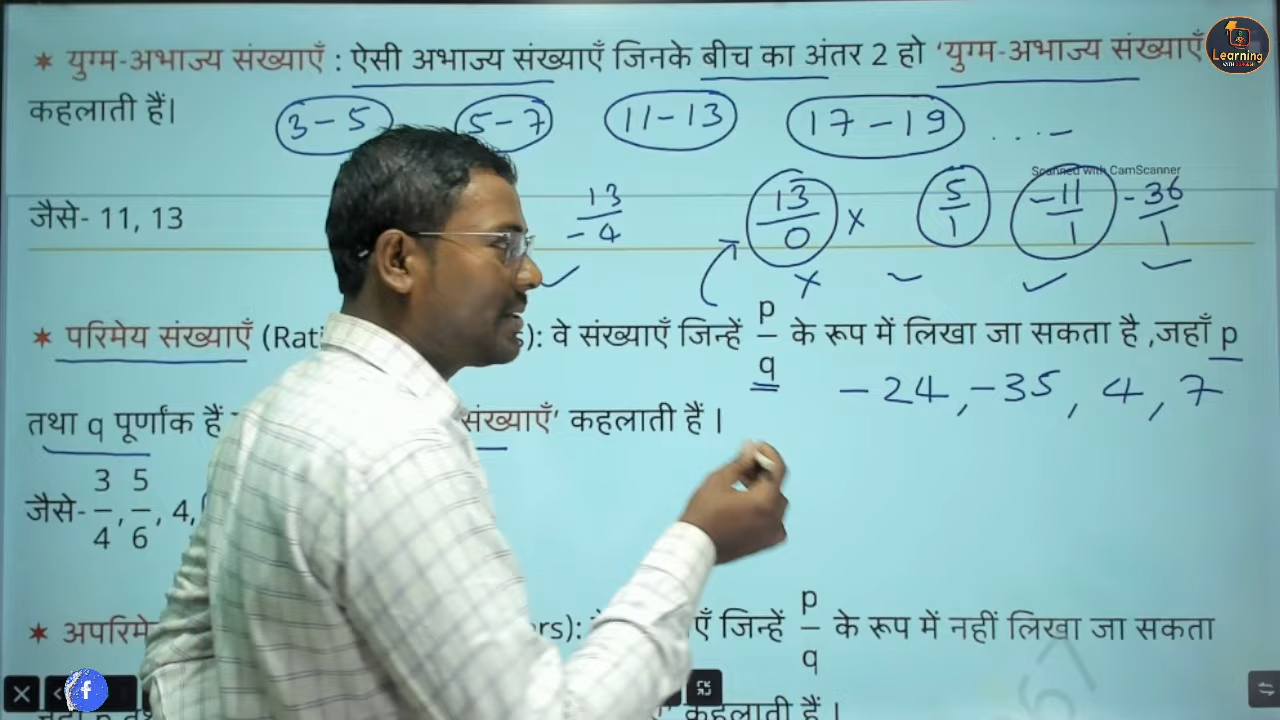 ★ युग्म-अभाज्य संख्याएँ : ऐसी अभाज्य संख्याएँ जिनके बीच का अंतर 2 हो ‘युग्म-अभाज्य संख्याएँ
Learning
कहलाती हैं।
3 – 5 5 – 7 11 – 13 17 – 19 . . . . –
Scanned with CamScanner
जैसे- 11, 13 13/-4 13/0 × 5/1 -11/1 -36/1
✓ × ✓ ✓ ✓
★ परिमेय संख्याएँ (Rati s): वे संख्याएँ जिन्हें p/q के रूप में लिखा जा सकता है ,जहाँ p
-24, -35, 4, 7
तथा q पूर्णांक हैं संख्याएँ’ कहलाती हैं ।
जैसे- 3/4, 5/6, 4,
★ अपरिमे rs): एँ जिन्हें p/q के रूप में नहीं लिखा जा सकता
67
कहलाती हैं ।